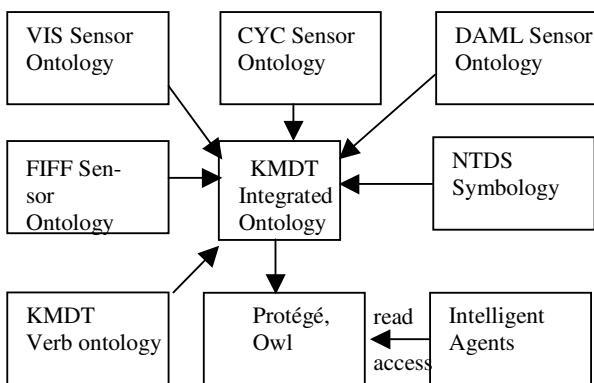 VIS Sensor
Ontology
CYC Sensor
Ontology
DAML Sensor
Ontology
FIFF Sen-
sor
Ontology
KMDT
Integrated
Ontology
NTDS
Symbology
KMDT
Verb ontology
Protégé,
Owl
read
access
Intelligent
Agents